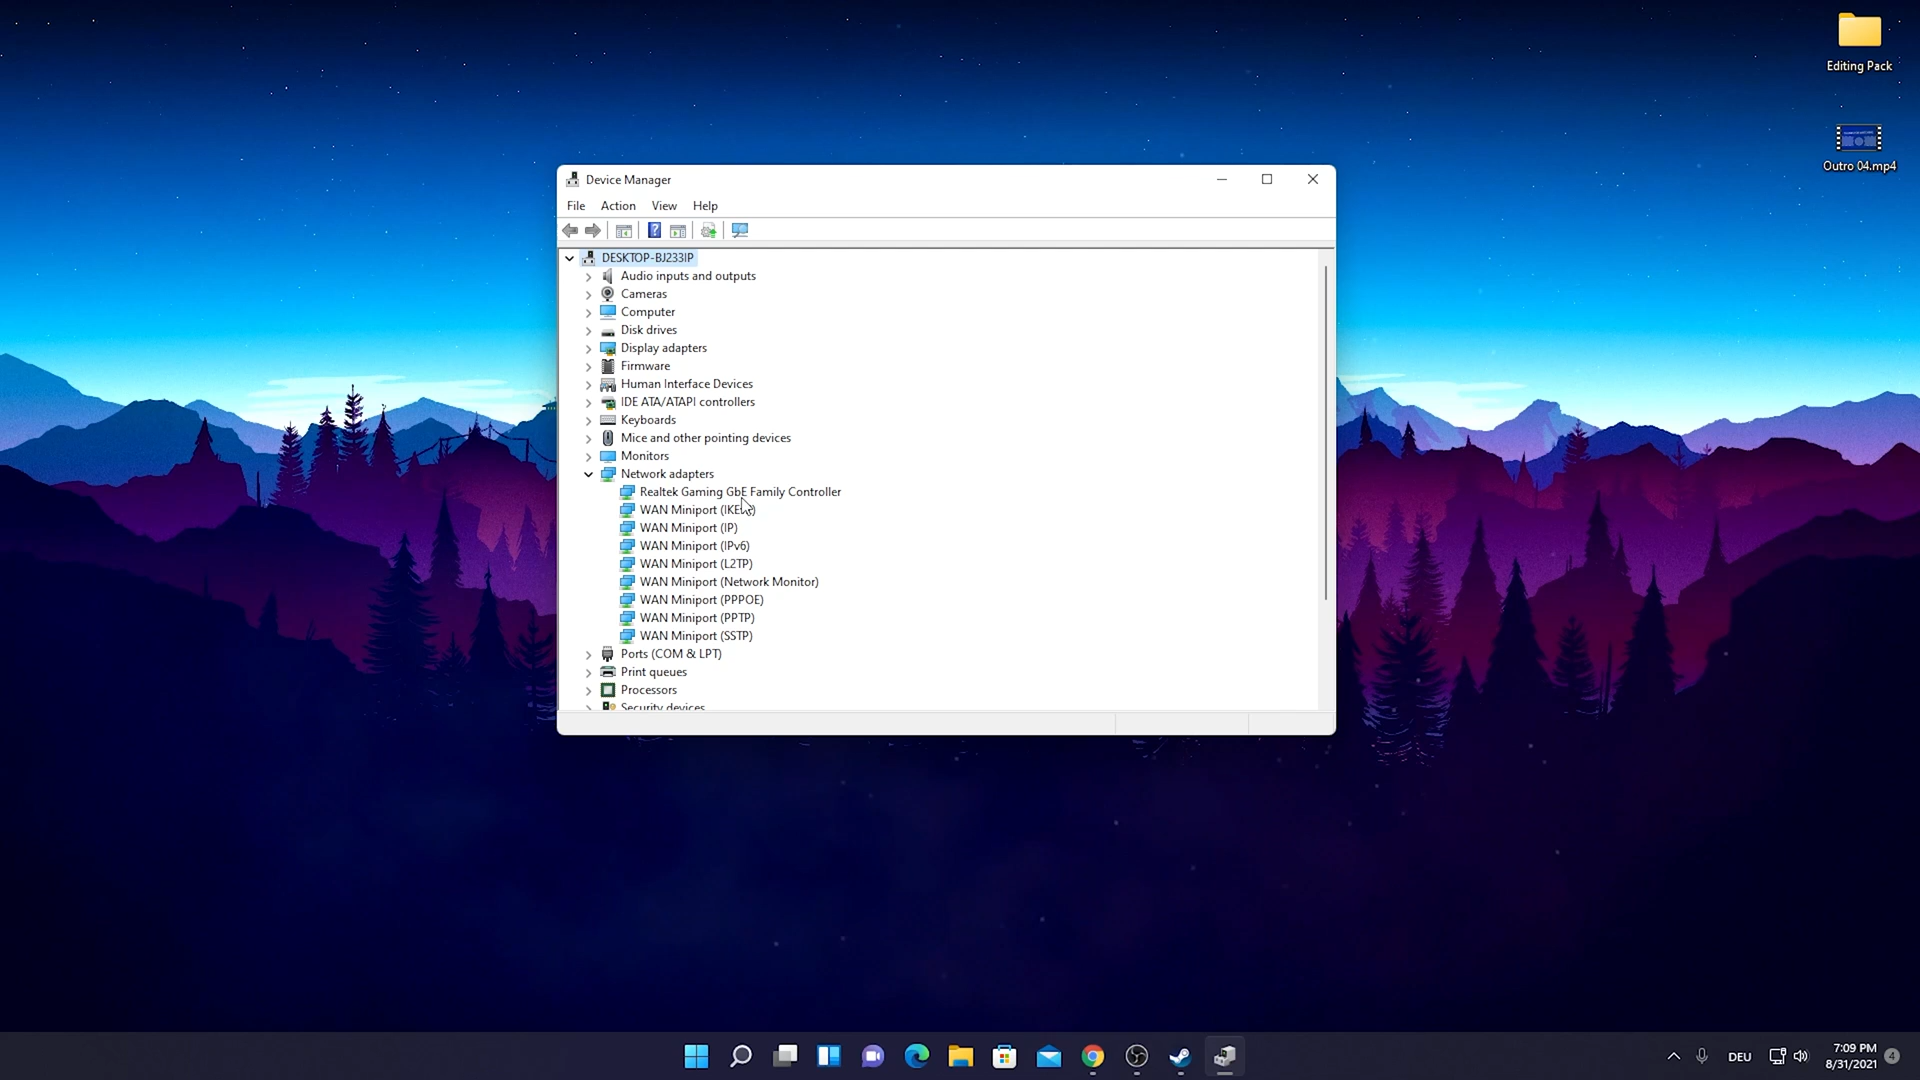 Editing Pack
Outro 04.mp4
Device Manager
File Action View Help
DESKTOP-BJ233IP
Audio inputs and outputs
Cameras
Computer
Disk drives
Display adapters
Firmware
Human Interface Devices
IDE ATA/ATAPI controllers
Keyboards
Mice and other pointing devices
Monitors
Network adapters
Realtek Gaming GbE Family Controller
WAN Miniport
WAN Miniport (IP)
WAN Miniport (IPv6)
WAN Miniport (L2TP)
WAN Miniport (Network Monitor)
WAN Miniport (PPPOE)
WAN Miniport (PPTP)
WAN Miniport (SSTP)
Ports (COM & LPT)
Print queues
Processors
Security devices
DEU
7:09 PM
8/31/2021
4